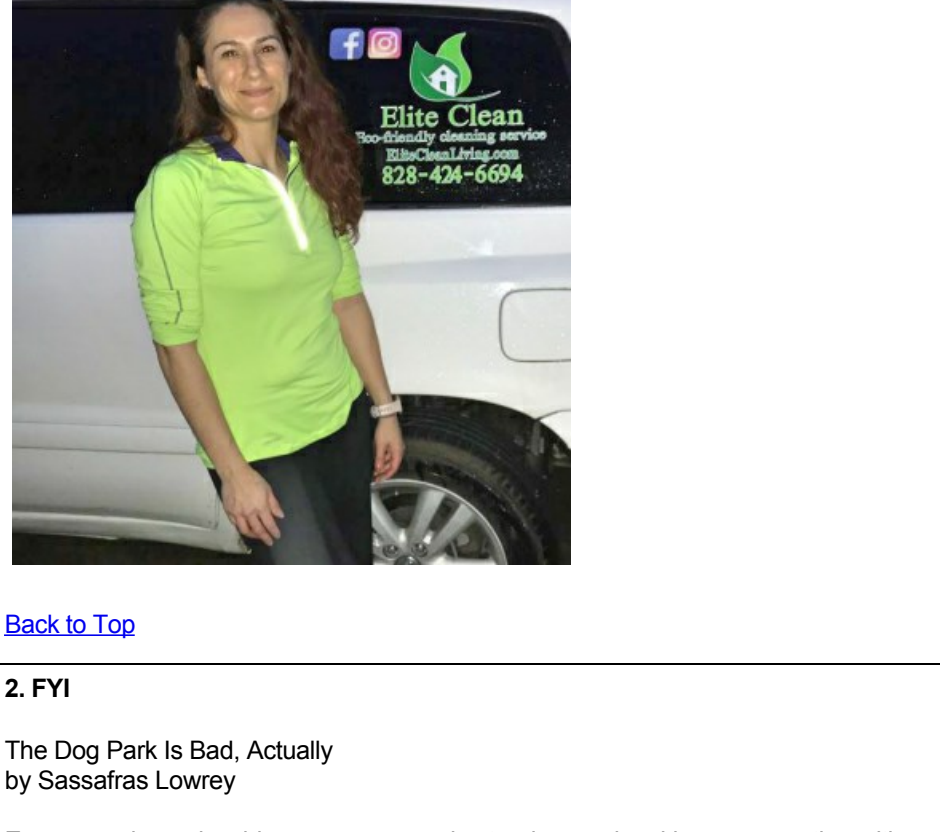 Elite Clean
Eco-friendly cleaning service
EliteCleanLiving.com
828-424-6694
Back to Top
2. FYI
The Dog Park Is Bad, Actually
by Sassafras Lowrey